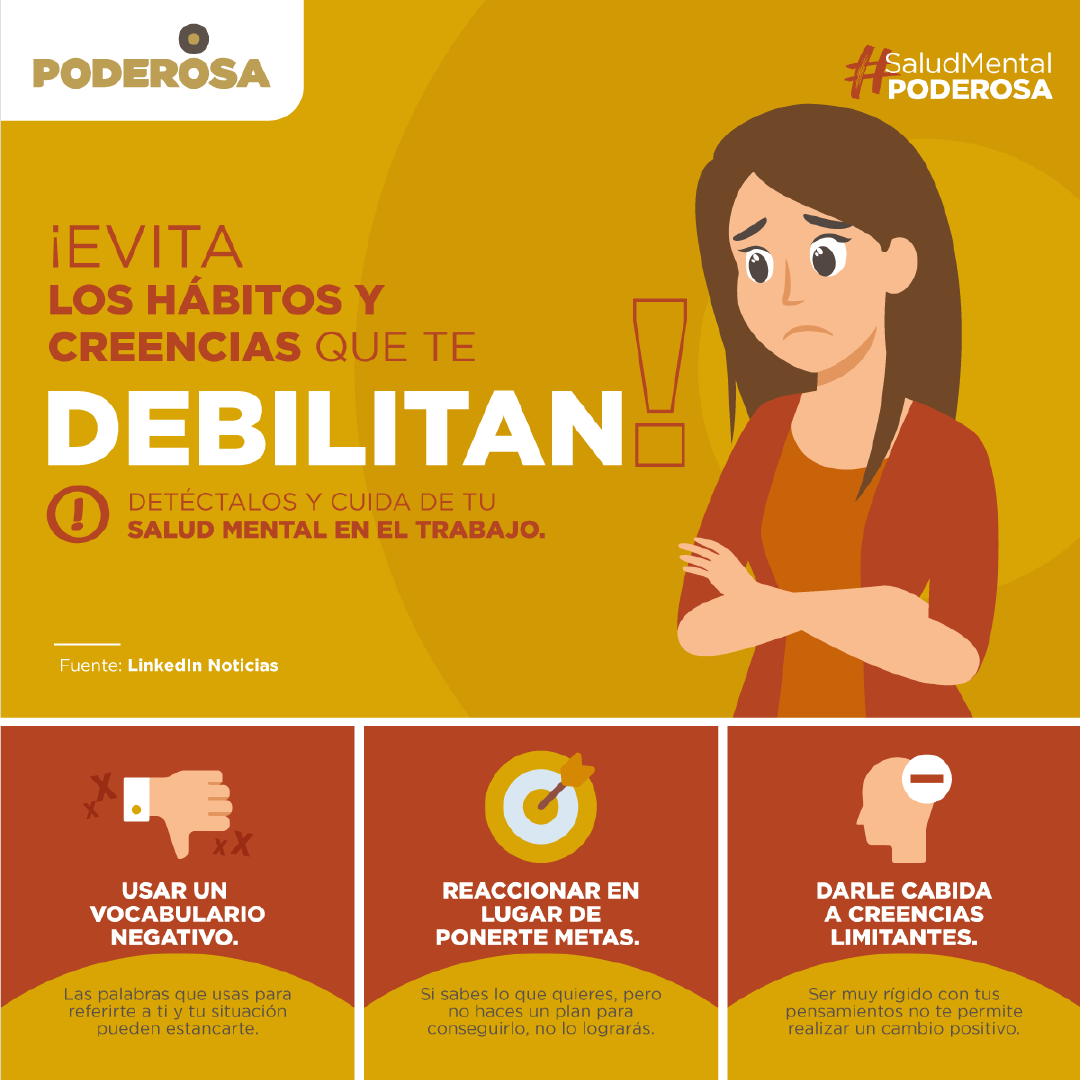 PODEROSA
#SaludMental
PODEROSA
¡EVITA
LOS HÁBITOS Y
CREENCIAS QUE TE
DEBILITAN!
! DETÉCTALOS Y CUIDA DE TU
SALUD MENTAL EN EL TRABAJO.
Fuente: LinkedIn Noticias
X
X
X X
USAR UN
VOCABULARIO
NEGATIVO.
Las palabras que usas para
referirte a ti y tu situación
pueden estancarte.
REACCIONAR EN
LUGAR DE
PONERTE METAS.
Si sabes lo que quieres, pero
no haces un plan para
conseguirlo, no lo lograrás.
DARLE CABIDA
A CREENCIAS
LIMITANTES.
Ser muy rígido con tus
pensamientos no te permite
realizar un cambio positivo.